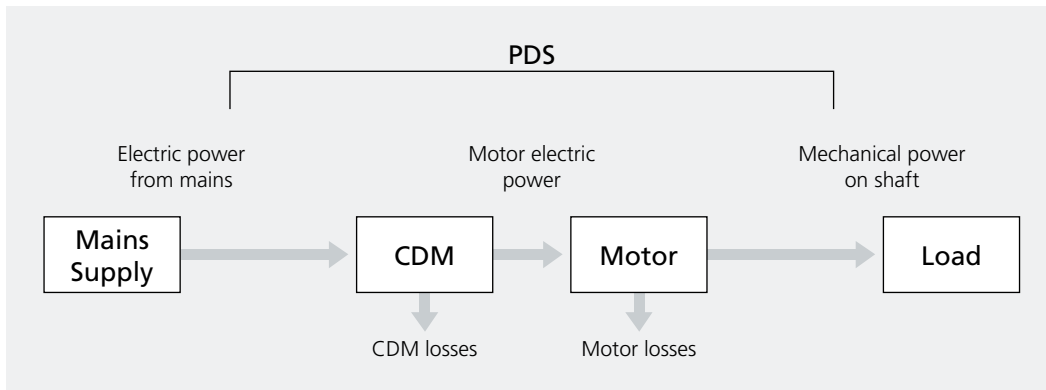 PDS
Electric power
from mains
Motor electric
power
Mechanical power
on shaft
Mains
Supply
CDM
Motor
Load
CDM losses
Motor losses